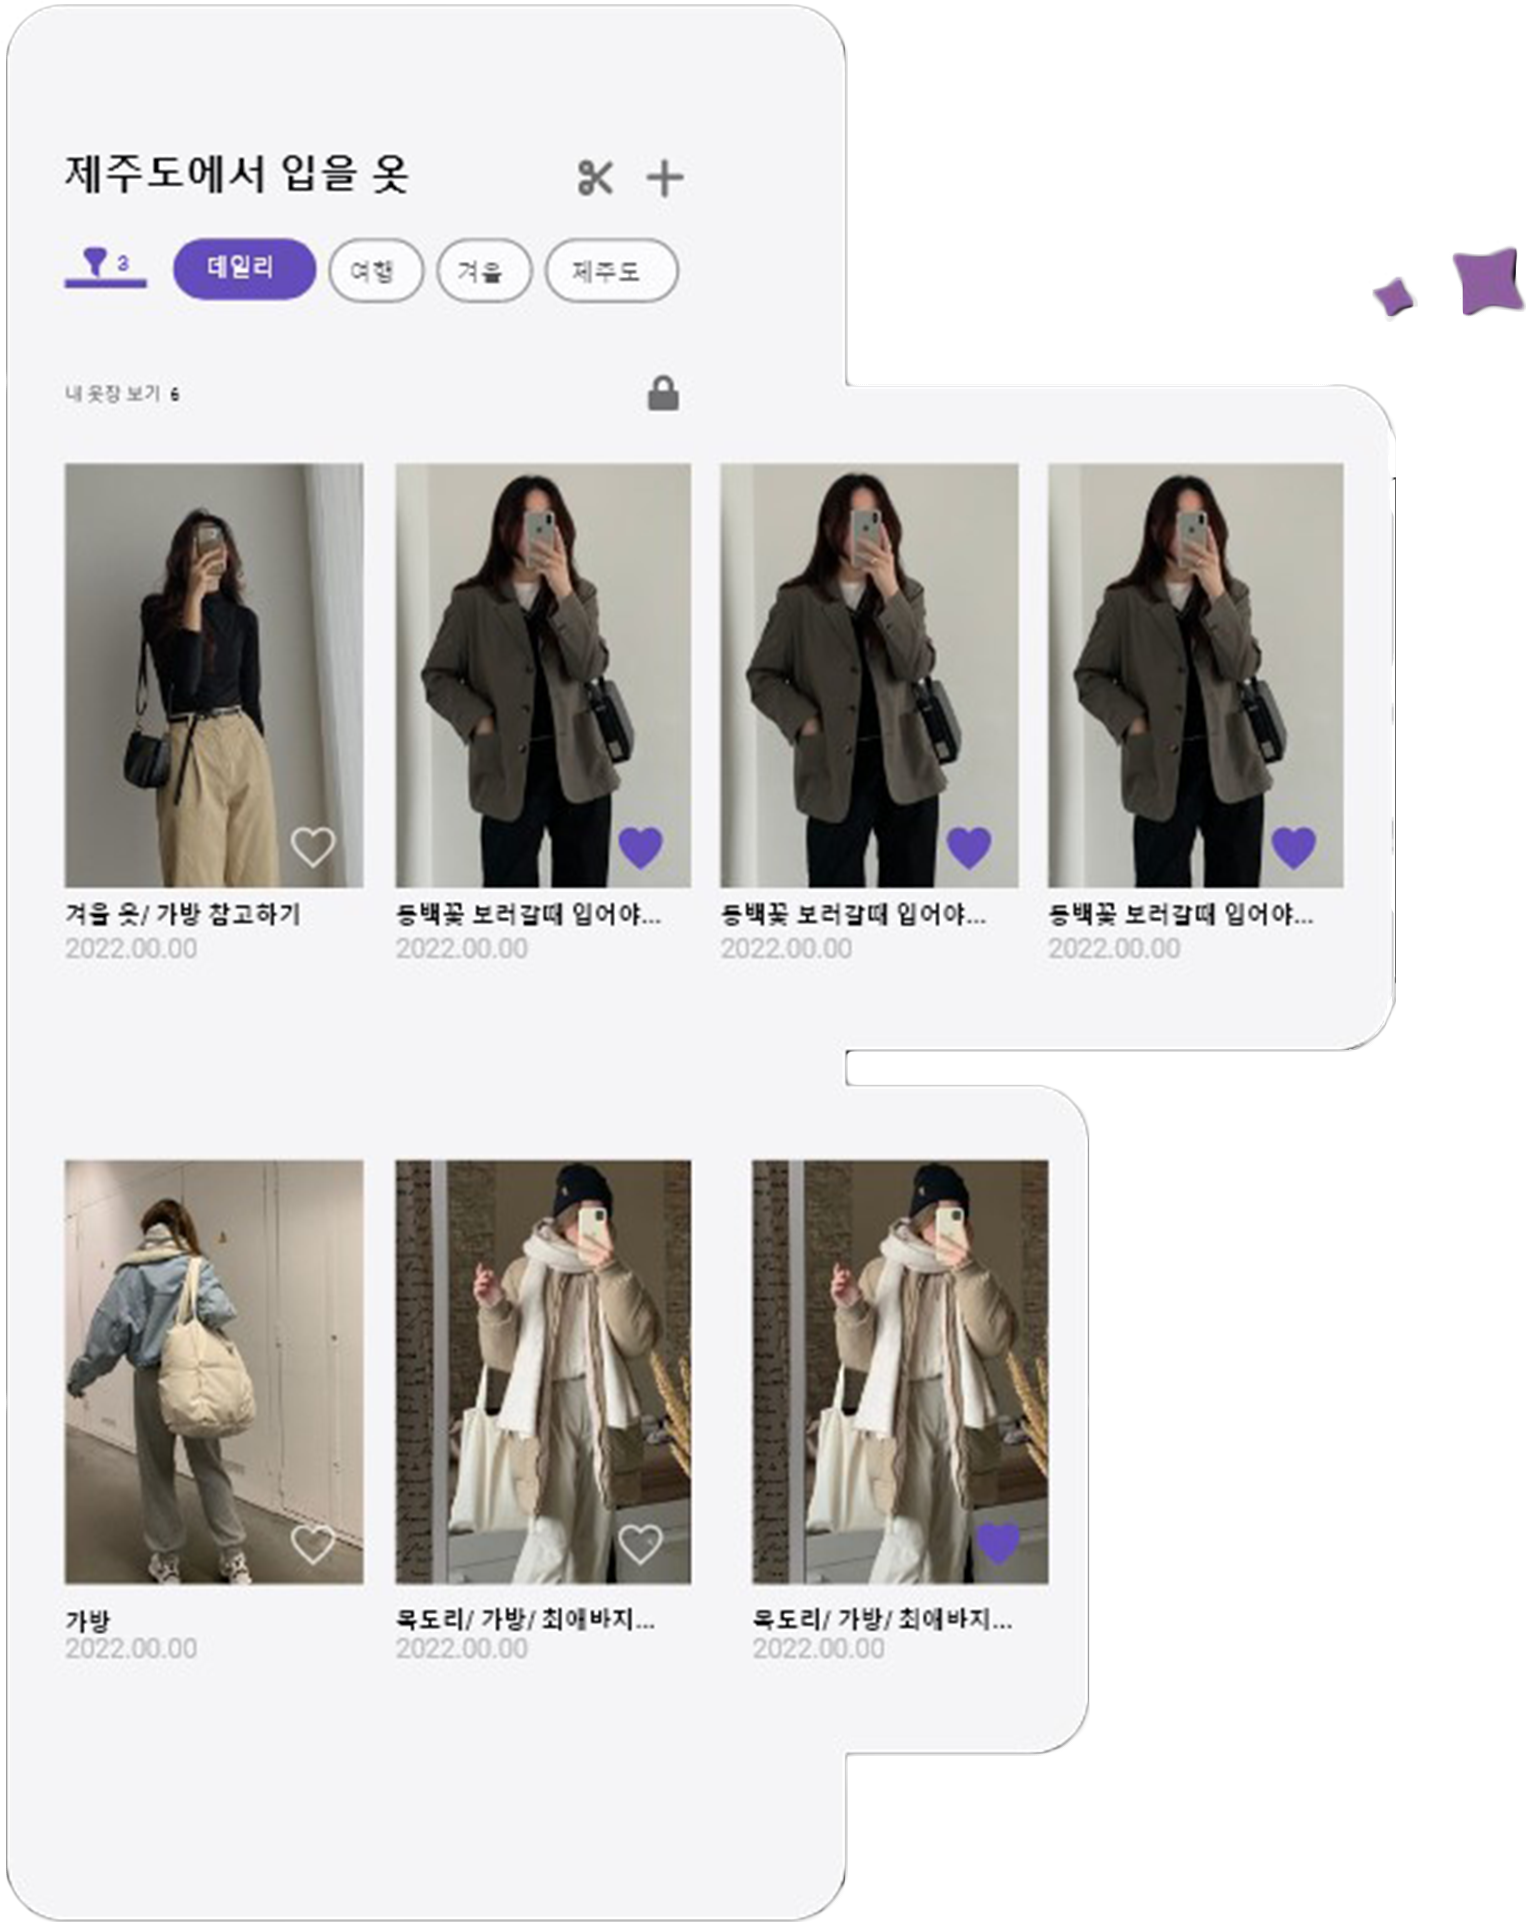 제주도에서 입을 옷
3 데일리 여행 겨울 제주도
내 옷장 보기 6
겨울 옷/ 가방 참고하기
2022.00.00
동백꽃 보러갈때 입어야...
2022.00.00
동백꽃 보러갈때 입어야...
2022.00.00
동백꽃 보러갈때 입어야...
2022.00.00
가방
2022.00.00
목도리/ 가방/ 최애바지...
2022.00.00
목도리/ 가방/ 최애바지...
2022.00.00